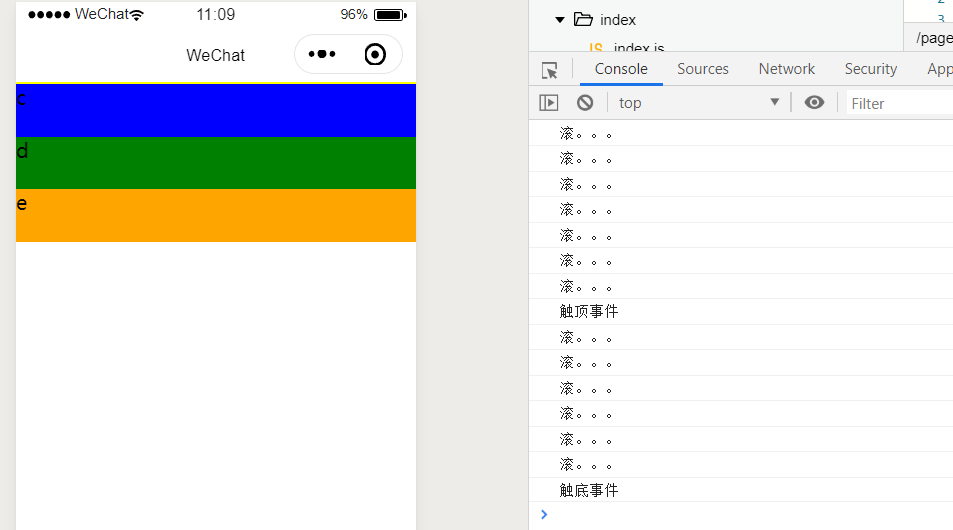 ●●●●● WeChat 11:09 96%
WeChat
c
d
e
index
JS index.js
2
3
/page
Console Sources Network Security App
top Filter
滚。。。
滚。。。
滚。。。
滚。。。
滚。。。
滚。。。
滚。。。
触顶事件
滚。。。
滚。。。
滚。。。
滚。。。
滚。。。
滚。。。
触底事件